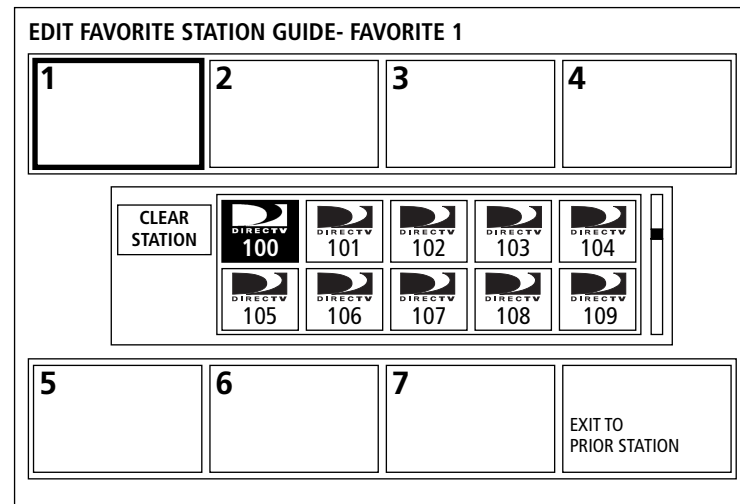 EDIT FAVORITE STATION GUIDE- FAVORITE 1
1
2
3
4
CLEAR
STATION
DIRECTV
100
DIRECTV
101
DIRECTV
102
DIRECTV
103
DIRECTV
104
DIRECTV
105
DIRECTV
106
DIRECTV
107
DIRECTV
108
DIRECTV
109
5
6
7
EXIT TO
PRIOR STATION